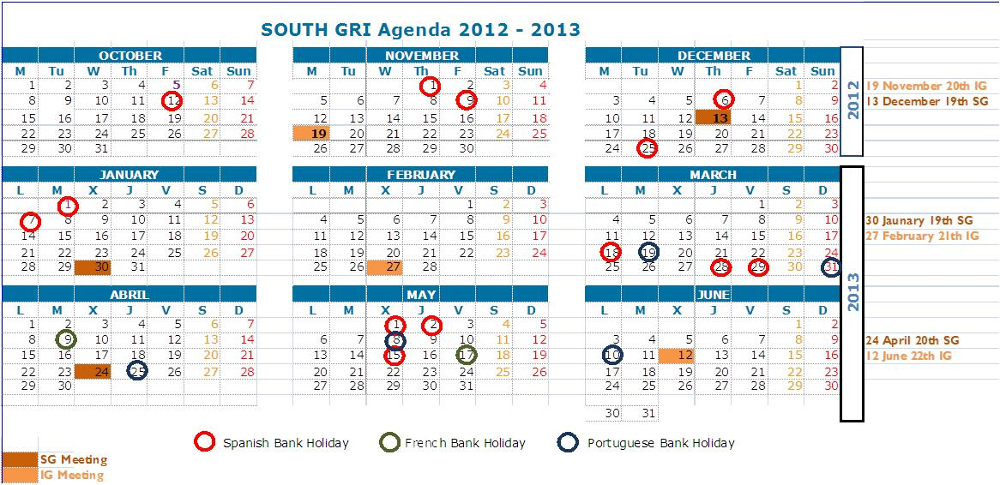 SOUTH GRI Agenda 2012 - 2013
OCTOBER
M Tu W Th F Sat Sun
1 2 3 4 5 6 7
8 9 10 11 12 13 14
15 16 17 18 19 20 21
22 23 24 25 26 27 28
29 30 31
NOVEMBER
M Tu W Th F Sat Sun
1 2 3 4
5 6 7 8 9 10 11
12 13 14 15 16 17 18
19 20 21 22 23 24 25
26 27 28 29 30
DECEMBER
M Tu W Th F Sat Sun
1 2
3 4 5 6 7 8 9
10 11 12 13 14 15 16
17 18 19 20 21 22 23
24 25 26 27 28 29 30
2012
19 November 20th IG
13 December 19th SG
JANUARY
L M X J V S D
1 2 3 4 5 6
7 8 9 10 11 12 13
14 15 16 17 18 19 20
21 22 23 24 25 26 27
28 29 30 31
FEBRUARY
L M X J V S D
1 2 3
4 5 6 7 8 9 10
11 12 13 14 15 16 17
18 19 20 21 22 23 24
25 26 27 28
MARCH
L M X J V S D
1 2 3
4 5 6 7 8 9 10
11 12 13 14 15 16 17
18 19 20 21 22 23 24
25 26 27 28 29 30 31
2013
30 Jaunary 19th SG
27 February 21th IG
ABRIL
L M X J V S D
1 2 3 4 5 6 7
8 9 10 11 12 13 14
15 16 17 18 19 20 21
22 23 24 25 26 27 28
29 30
MAY
L M X J V S D
1 2 3 4 5
6 7 8 9 10 11 12
13 14 15 16 17 18 19
20 21 22 23 24 25 26
27 28 29 30 31
JUNE
L M X J V S D
1 2
3 4 5 6 7 8 9
10 11 12 13 14 15 16
17 18 19 20 21 22 23
24 25 26 27 28 29 30
30 31
24 April 20th SG
12 June 22th IG
Spanish Bank Holiday
French Bank Holiday
Portuguese Bank Holiday
SG Meeting
IG Meeting